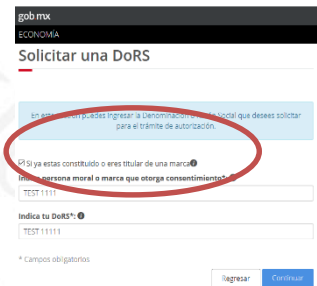 gob mx
ECONOMÍA
Solicitar una DoRS
En esta puedes ingresar la Denominación o Social que desees solicitar
para el trámite de autorización.
Si ya estas constituido o eres titular de una marca
persona moral o marca que otorga consentimiento*:
TEST 1111
Indica tu DoRS*:
TEST 11111
* Campos obligatorios
Regresar Continuar